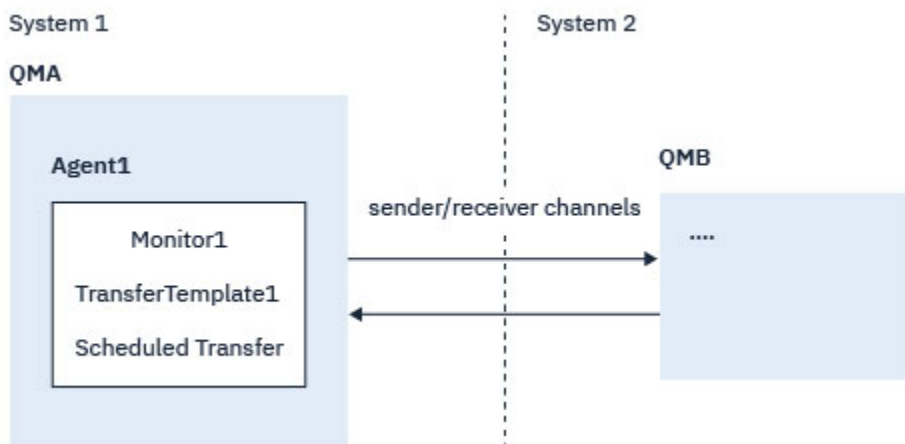 System 1
System 2
QMA
Agent1
Monitor1
TransferTemplate1
Scheduled Transfer
sender/receiver channels
QMB
....